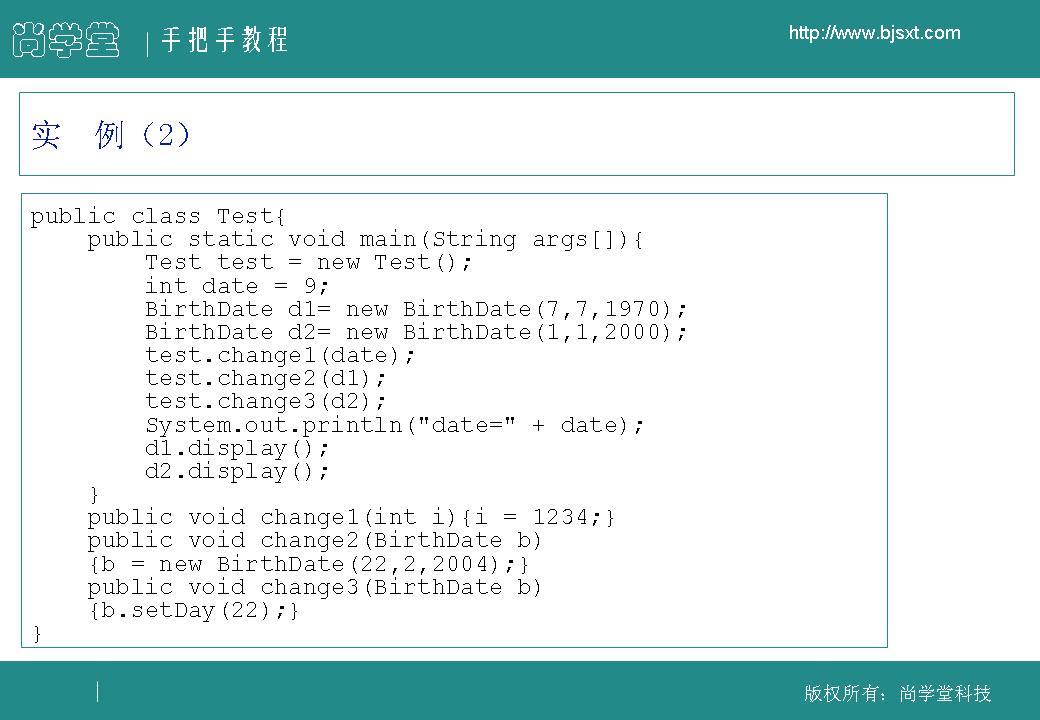 尚学堂 | 手把手教程
http://www.bjsxt.com
实 例（2）
public class Test{
    public static void main(String args[]){
        Test test = new Test();
        int date = 9;
        BirthDate d1= new BirthDate(7,7,1970);
        BirthDate d2= new BirthDate(1,1,2000);
        test.change1(date);
        test.change2(d1);
        test.change3(d2);
        System.out.println("date=" + date);
        d1.display();
        d2.display();
    }
    public void change1(int i){i = 1234;}
    public void change2(BirthDate b)
    {b = new BirthDate(22,2,2004);}
    public void change3(BirthDate b)
    {b.setDay(22);}
}
版权所有：尚学堂科技